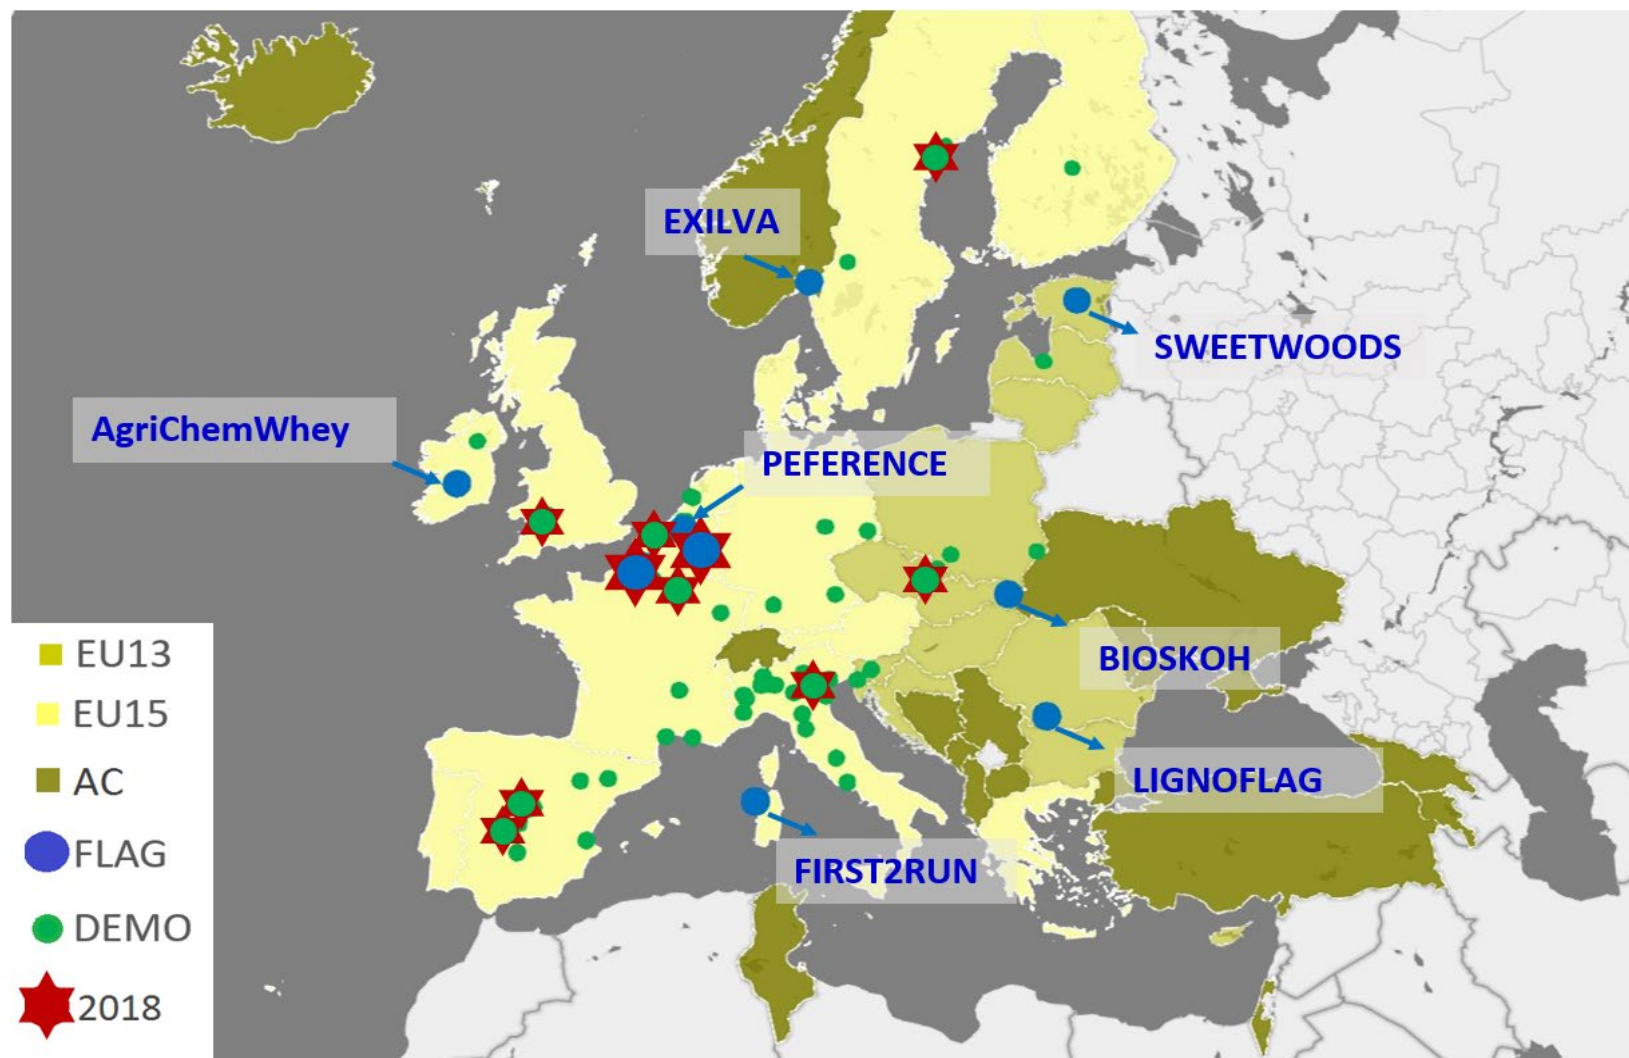 EXILVA
SWEETWOODS
AgriChemWhey
PEFERENCE
BIOSKOH
LIGNOFLAG
FIRST2RUN
EU13
EU15
AC
FLAG
DEMO
2018